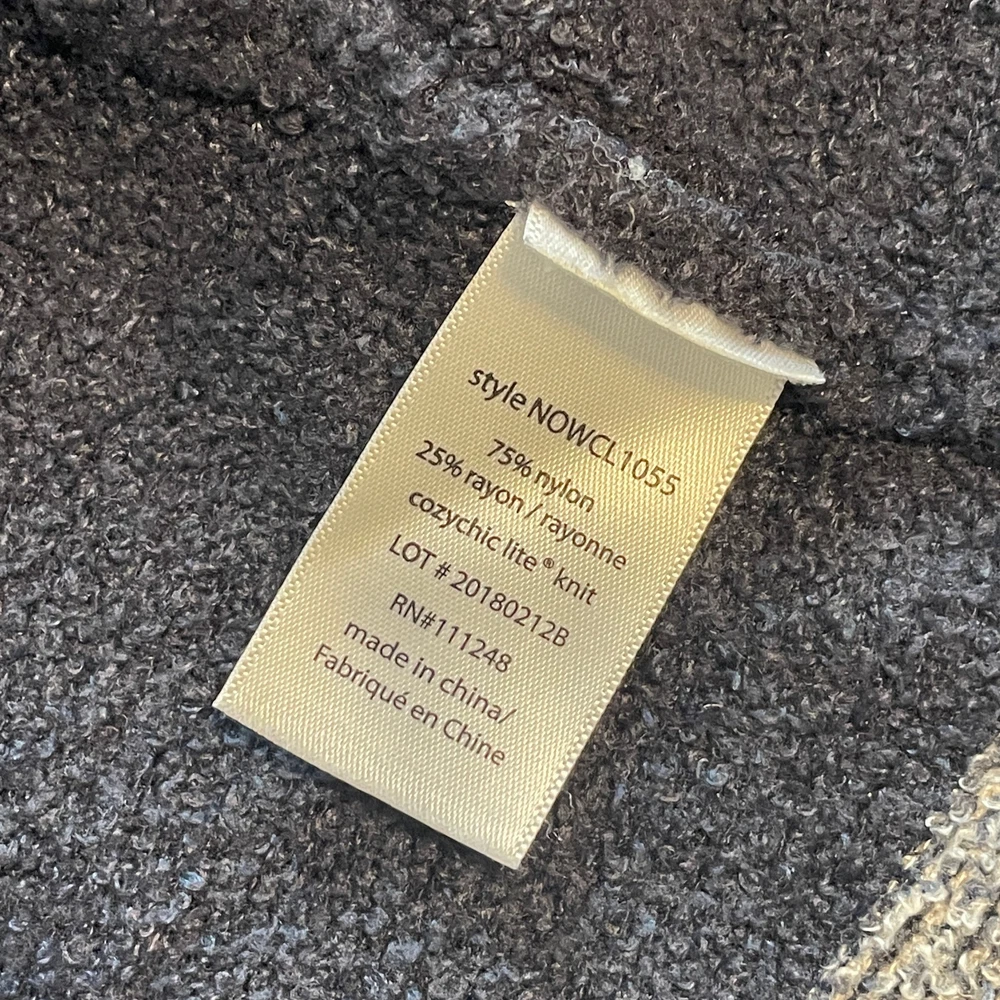 style NOWCL1055
75% nylon
25% rayon / rayonne
cozychic lite® knit
LOT # 20180212B
RN#111248
made in china/
Fabriqué en Chine